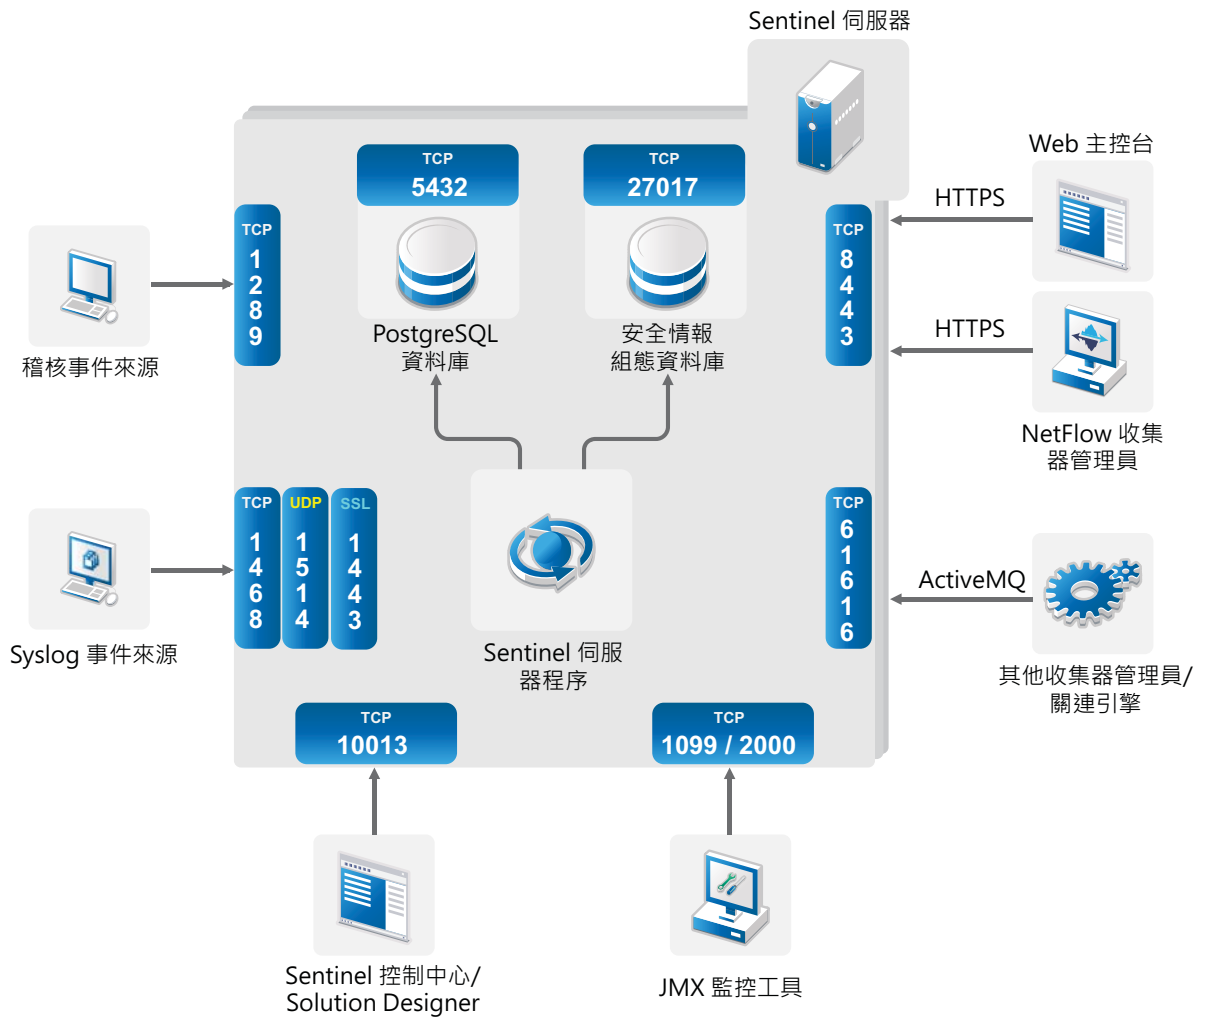 Sentinel 伺服器
TCP
5432
PostgreSQL
資料庫
TCP
27017
安全情報
組態資料庫
TCP
1289
稽核事件來源
TCP
1468
UDP
1514
SSL
1443
Syslog 事件來源
Sentinel 伺服
器程序
TCP
8443
HTTPS
Web 主控台
HTTPS
NetFlow 收集
器管理員
TCP
61616
ActiveMQ
其他收集器管理員/
關連引擎
TCP
10013
Sentinel 控制中心/
Solution Designer
TCP
1099 / 2000
JMX 監控工具